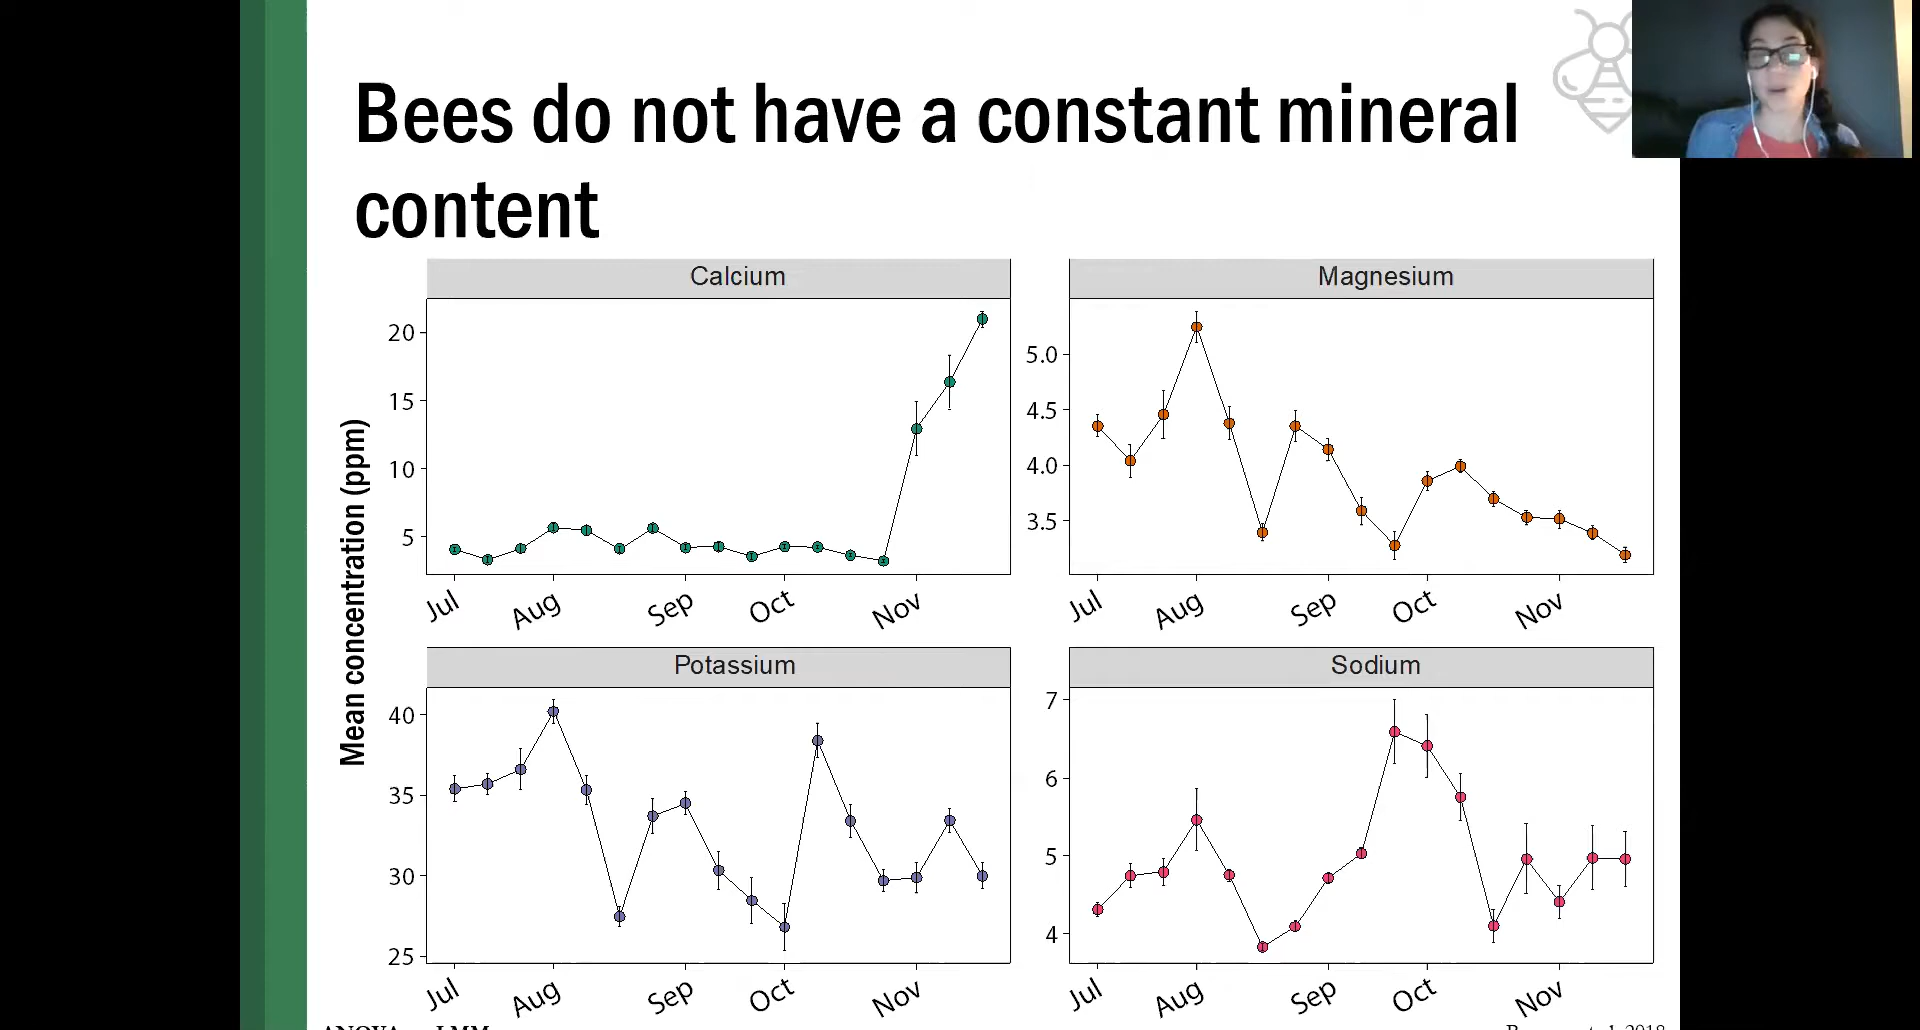 Bees do not have a constant mineral
content
Mean concentration (ppm)
Calcium
20
15
10
5
Jul Aug Sep Oct Nov
Magnesium
5.0
4.5
4.0
3.5
Jul Aug Sep Oct Nov
Potassium
40
35
30
25
Jul Aug Sep Oct Nov
Sodium
7
6
5
4
Jul Aug Sep Oct Nov